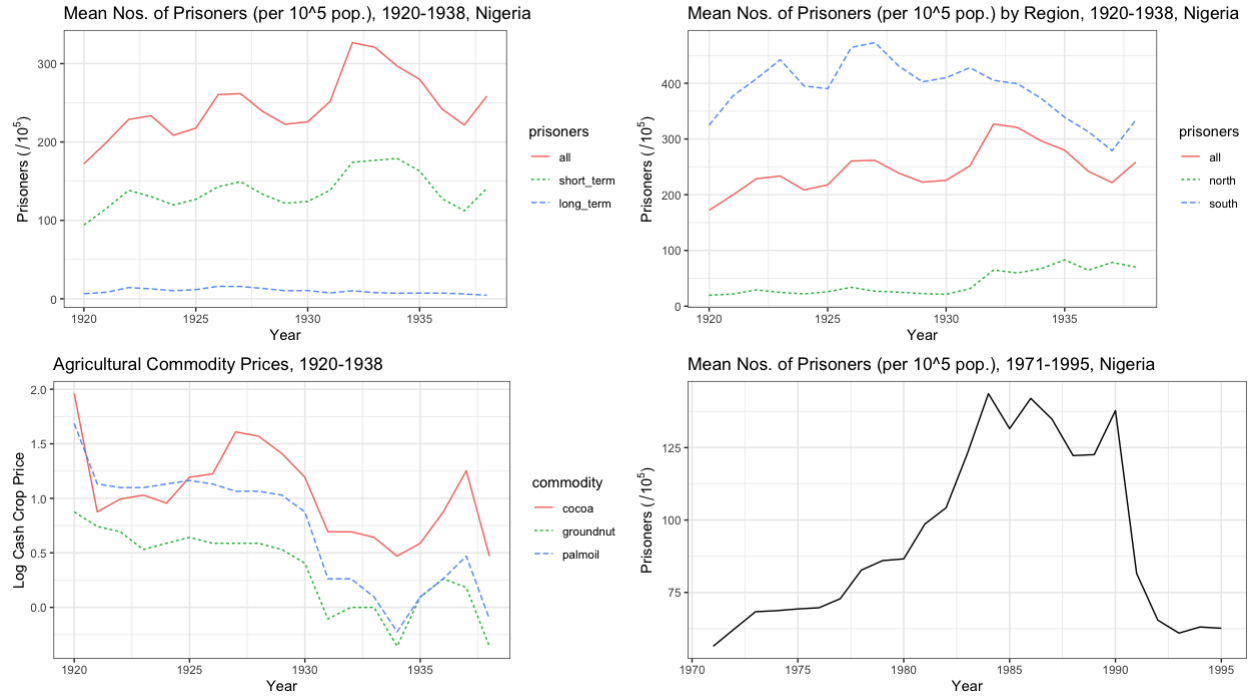 Mean Nos. of Prisoners (per 10^5 pop.), 1920-1938, Nigeria
300
200
100
0
Prisoners (/10⁵)
1920
1925
1930
1935
Year
prisoners
all
short_term
long_term
Mean Nos. of Prisoners (per 10^5 pop.) by Region, 1920-1938, Nigeria
400
300
200
100
0
Prisoners (/10⁵)
1920
1925
1930
1935
Year
prisoners
all
north
south
Agricultural Commodity Prices, 1920-1938
2.0
1.5
1.0
0.5
0.0
Log Cash Crop Price
1920
1925
1930
1935
Year
commodity
cocoa
groundnut
palmoil
Mean Nos. of Prisoners (per 10^5 pop.), 1971-1995, Nigeria
125
100
75
Prisoners (/10⁵)
1970
1975
1980
1985
1990
1995
Year